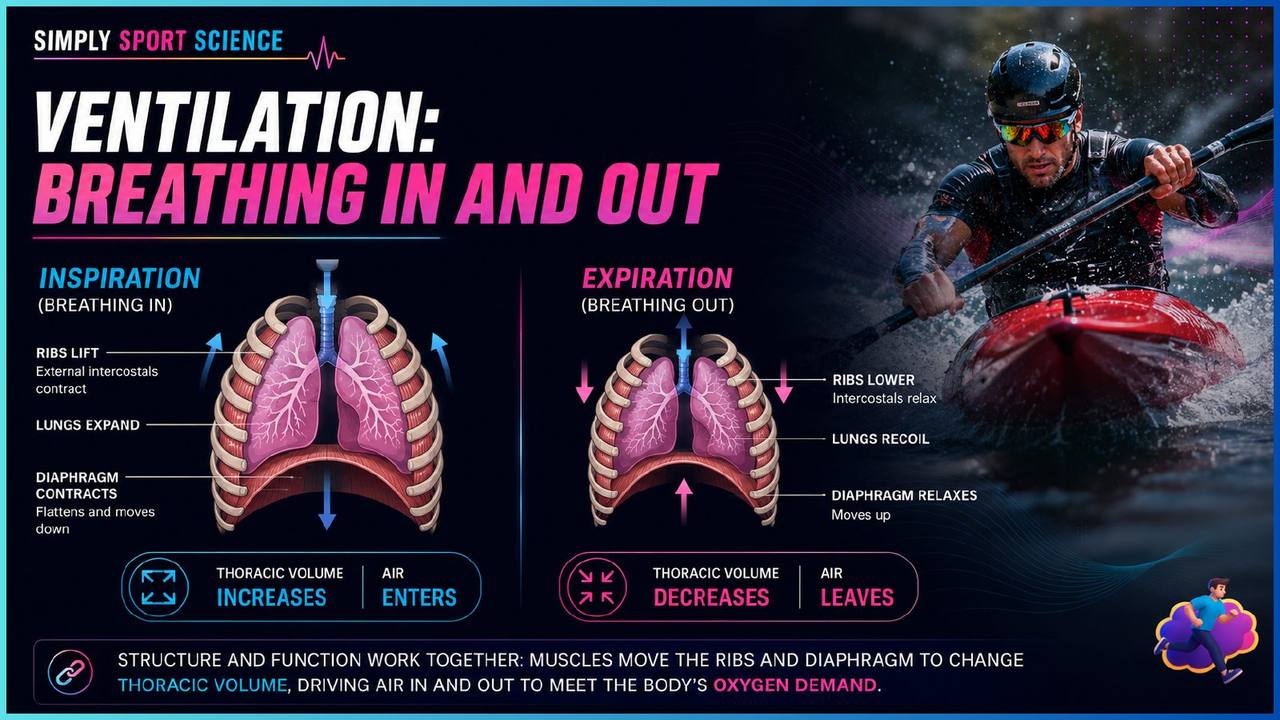 SIMPLY SPORT SCIENCE
VENTILATION:
BREATHING IN AND OUT
INSPIRATION
(BREATHING IN)
RIBS LIFT
External intercostals
contract
LUNGS EXPAND
DIAPHRAGM
CONTRACTS
Flattens and moves
down
THORACIC VOLUME
INCREASES
AIR
ENTERS
EXPIRATION
(BREATHING OUT)
RIBS LOWER
Intercostals relax
LUNGS RECOIL
DIAPHRAGM RELAXES
Moves up
THORACIC VOLUME
DECREASES
AIR
LEAVES
STRUCTURE AND FUNCTION WORK TOGETHER: MUSCLES MOVE THE RIBS AND DIAPHRAGM TO CHANGE
THORACIC VOLUME, DRIVING AIR IN AND OUT TO MEET THE BODY'S OXYGEN DEMAND.